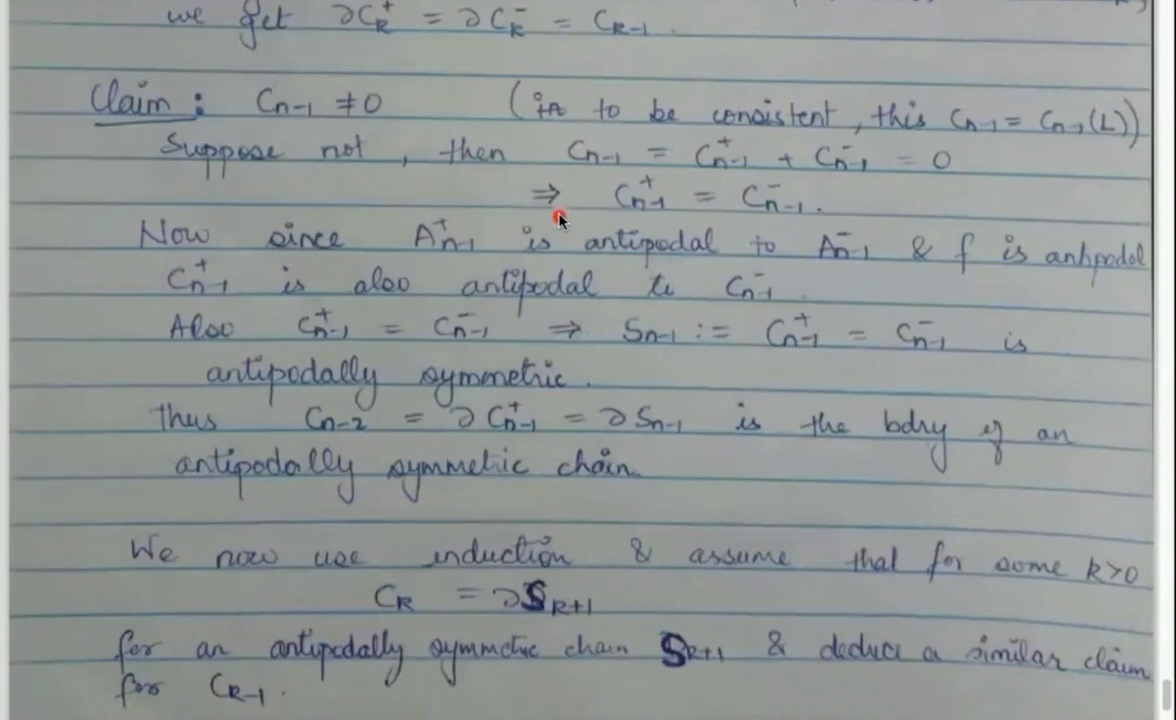 we get ∂C_k^+ = ∂C_k^- = C_{k-1}.
Claim : C_{n-1} ≠ 0 ( to be consistent, this C_{n-1} = C_{n-1}(L))
Suppose not, then C_{n-1} = C_{n-1}^+ + C_{n-1}^- = 0
⇒ C_{n-1}^+ = C_{n-1}^-.
Now since A_{n-1}^+ is antipodal to A_{n-1}^- & f is antipodal
C_{n-1}^+ is also antipodal to C_{n-1}^-.
Also C_{n-1}^+ = C_{n-1}^- ⇒ S_{n-1} := C_{n-1}^+ = C_{n-1}^- is
antipodally symmetric.
thus C_{n-2} = ∂C_{n-1}^+ = ∂S_{n-1} is the bdry of an
antipodally symmetric chain.
We now use induction & assume that for some k>0
C_k = ∂S_{k+1}
for an antipodally symmetric chain S_{k+1} & deduce a similar claim
for C_{k-1}.